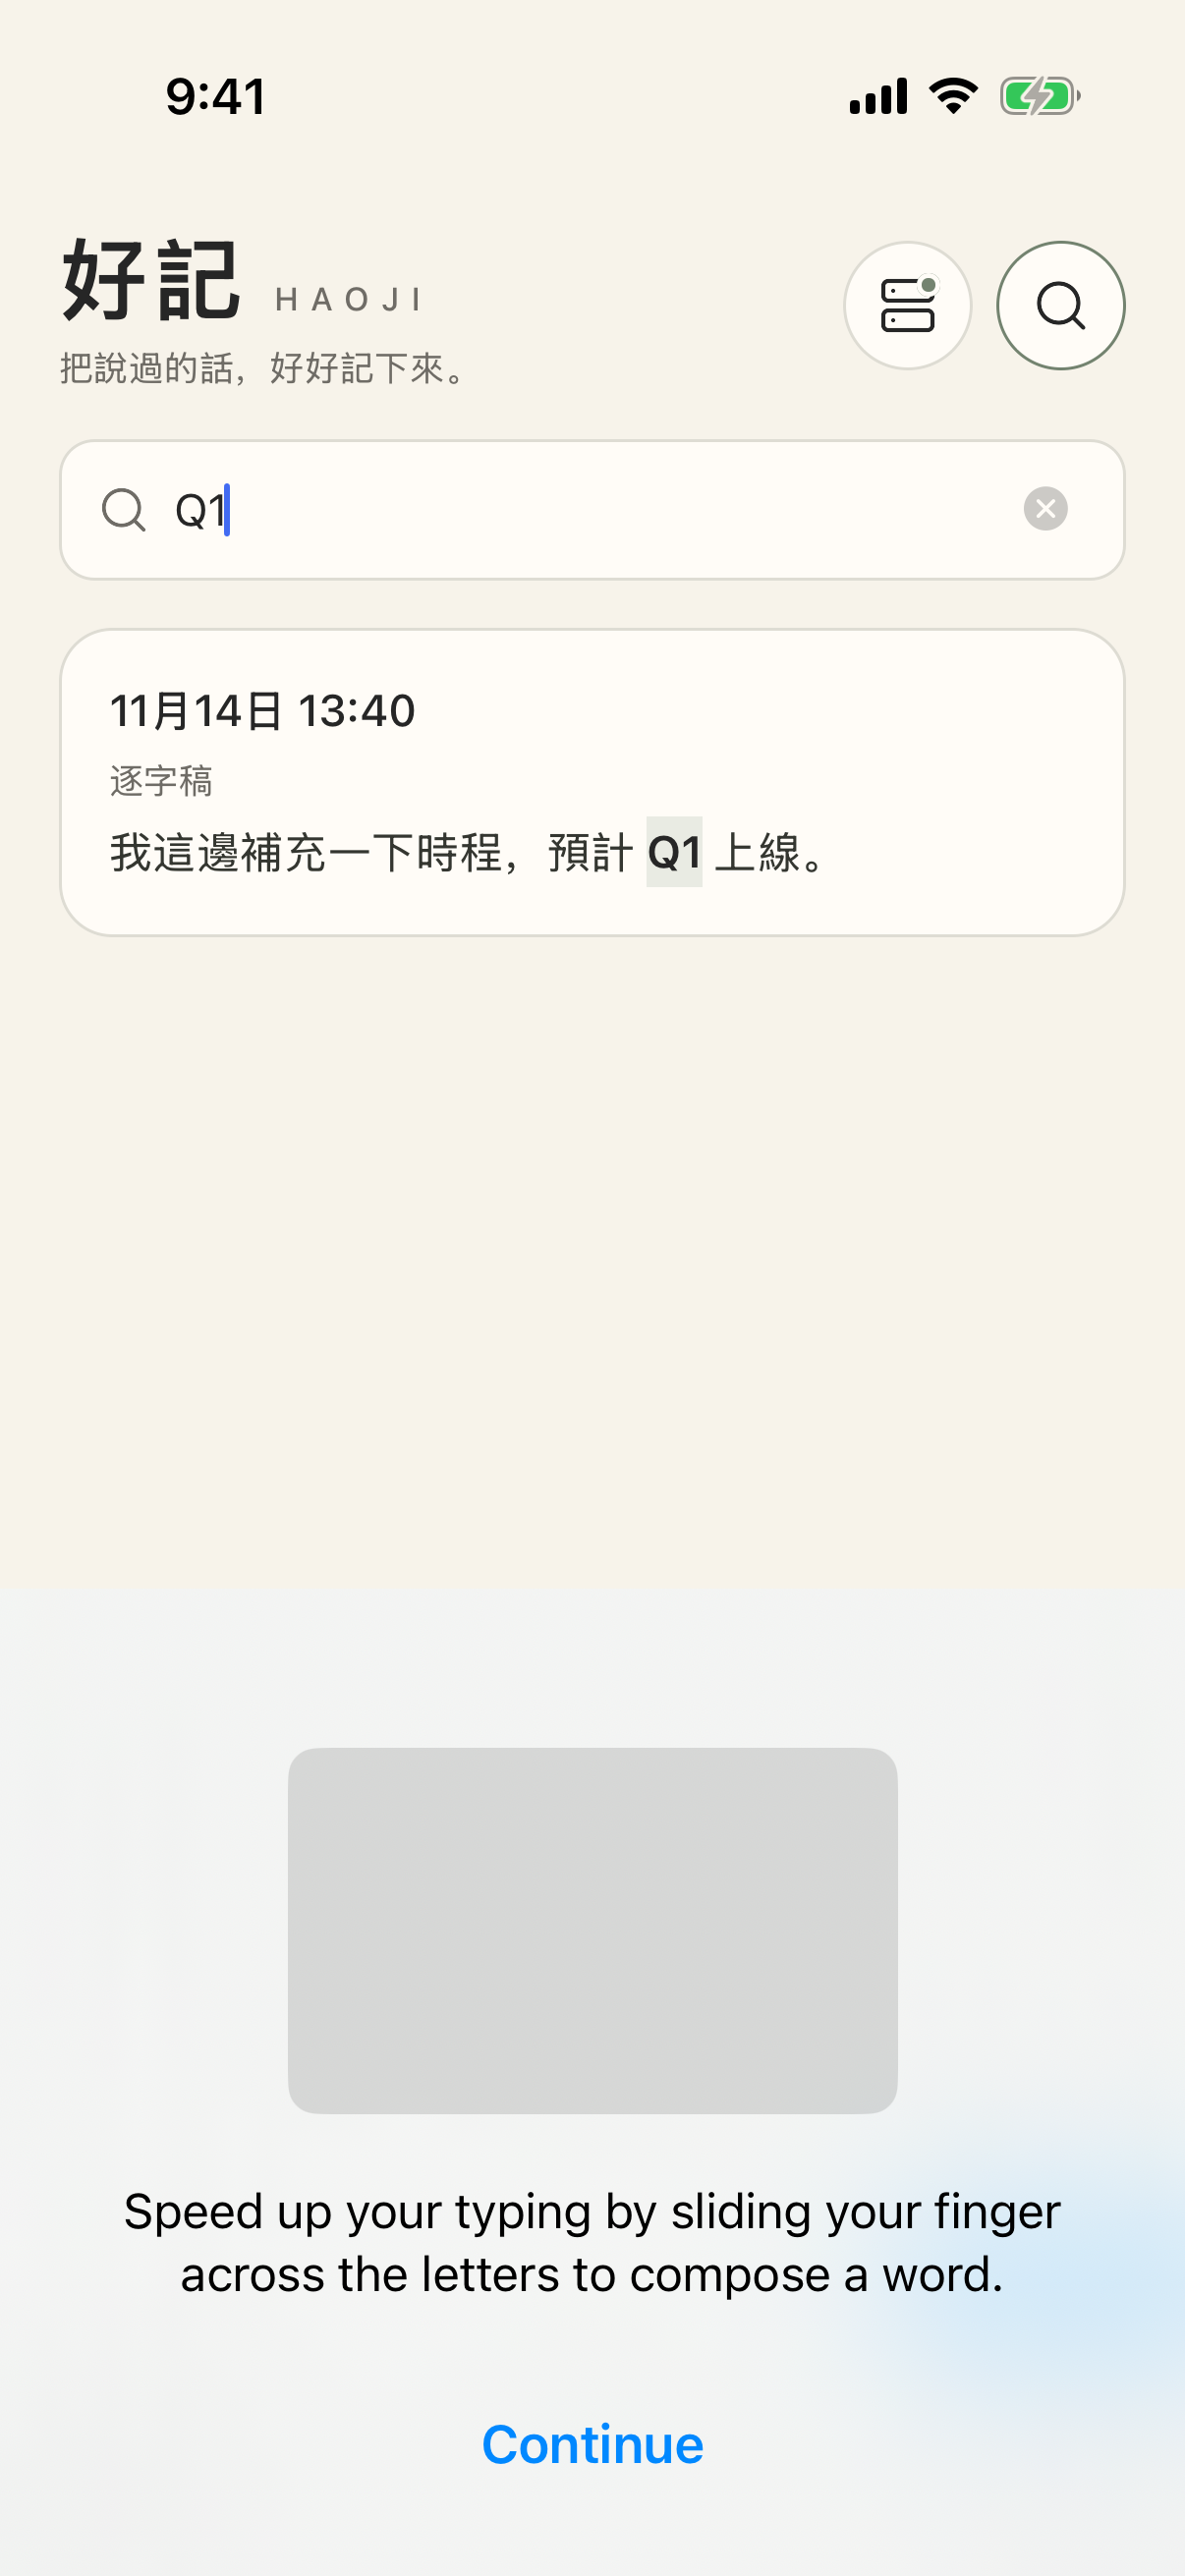 9:41
好記 HAOJI
把說過的話，好好記下來。
Q1
11月14日 13:40
逐字稿
我這邊補充一下時程，預計 Q1 上線。
Speed up your typing by sliding your finger
across the letters to compose a word.
Continue